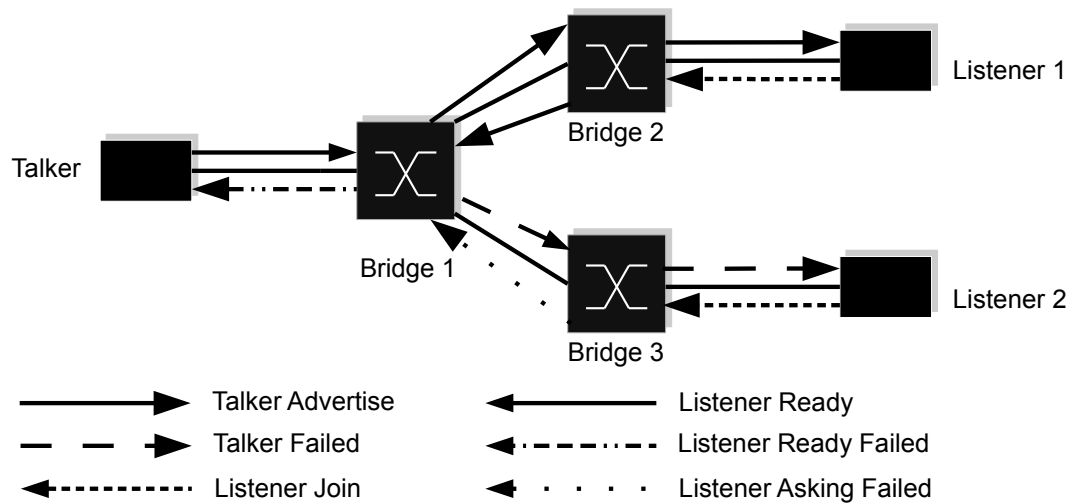 Listener 1
Bridge 2
Talker
Bridge 1
Listener 2
Bridge 3
Talker Advertise
Listener Ready
Talker Failed
Listener Ready Failed
Listener Join
Listener Asking Failed